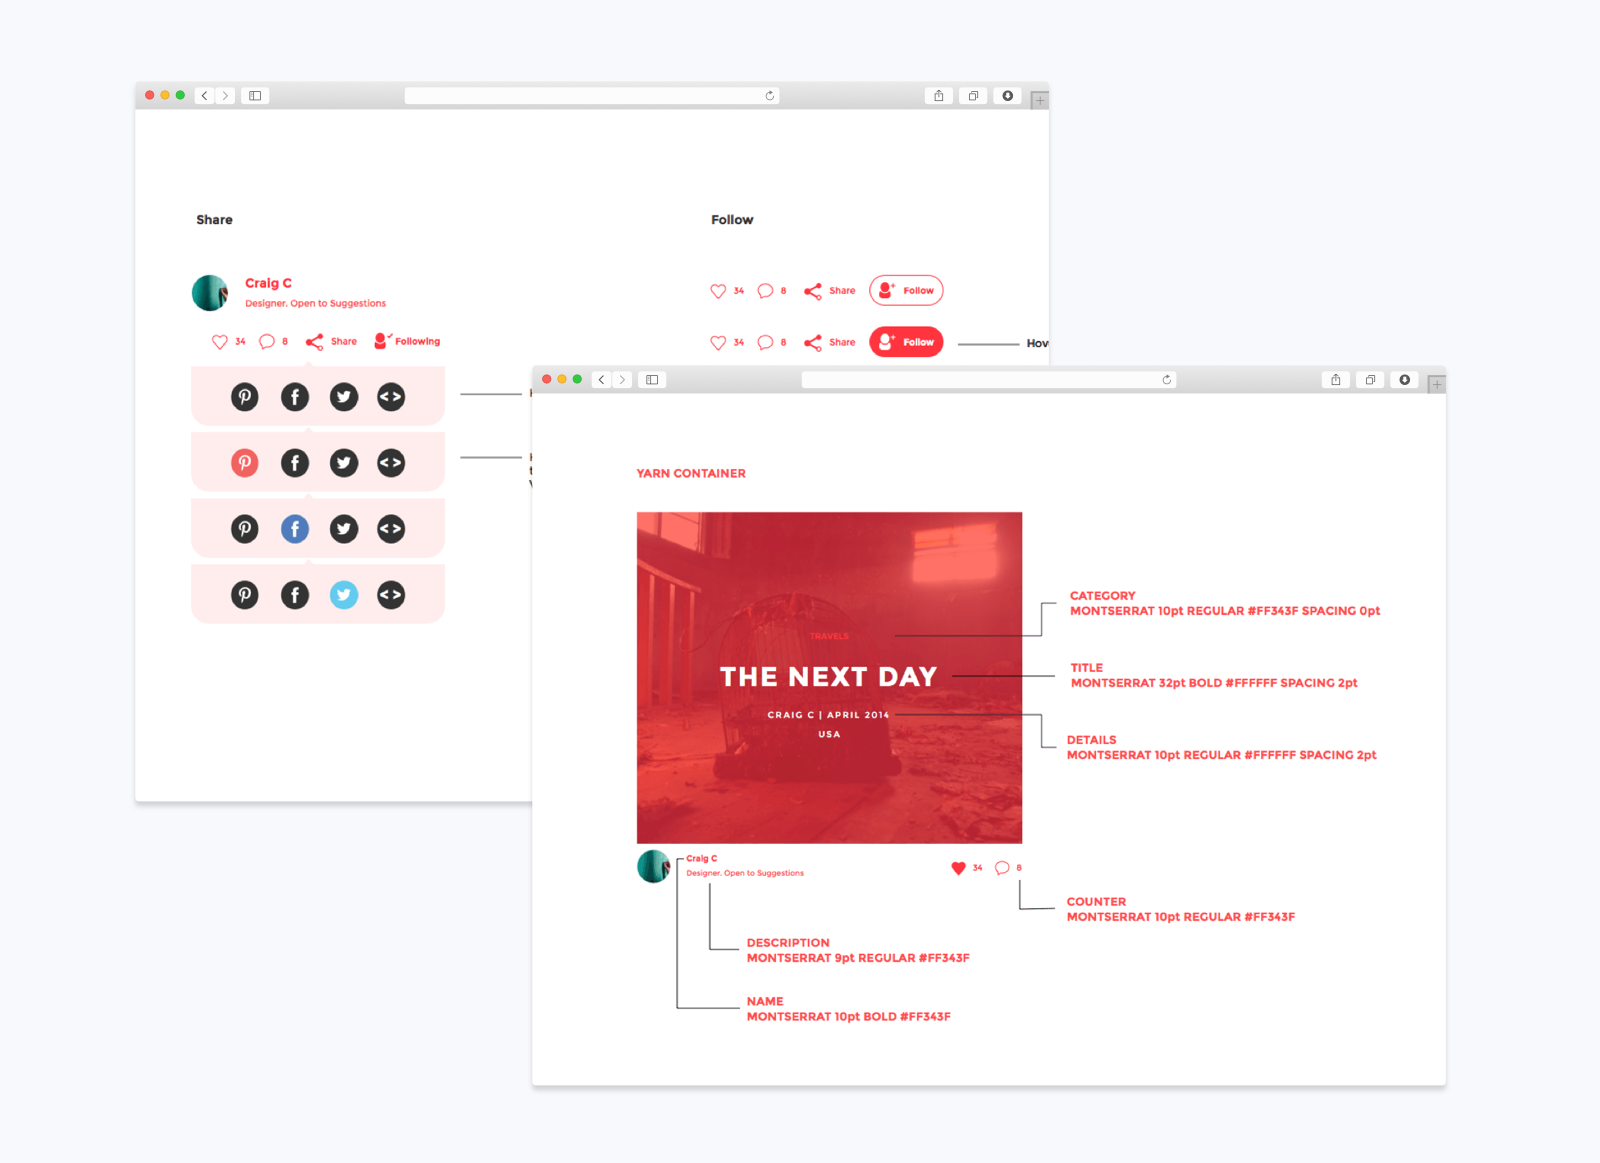 Share
Craig C
Designer. Open to Suggestions
34 8 Share Following
Follow
34 8 Share Follow
34 8 Share Follow
YARN CONTAINER
TRAVELS
THE NEXT DAY
CRAIG C | APRIL 2014
USA
CATEGORY
MONTSERRAT 10pt REGULAR #FF343F SPACING 0pt
TITLE
MONTSERRAT 32pt BOLD #FFFFFF SPACING 2pt
DETAILS
MONTSERRAT 10pt REGULAR #FFFFFF SPACING 2pt
Craig C
Designer. Open to Suggestions
34 8
COUNTER
MONTSERRAT 10pt REGULAR #FF343F
DESCRIPTION
MONTSERRAT 9pt REGULAR #FF343F
NAME
MONTSERRAT 10pt BOLD #FF343F